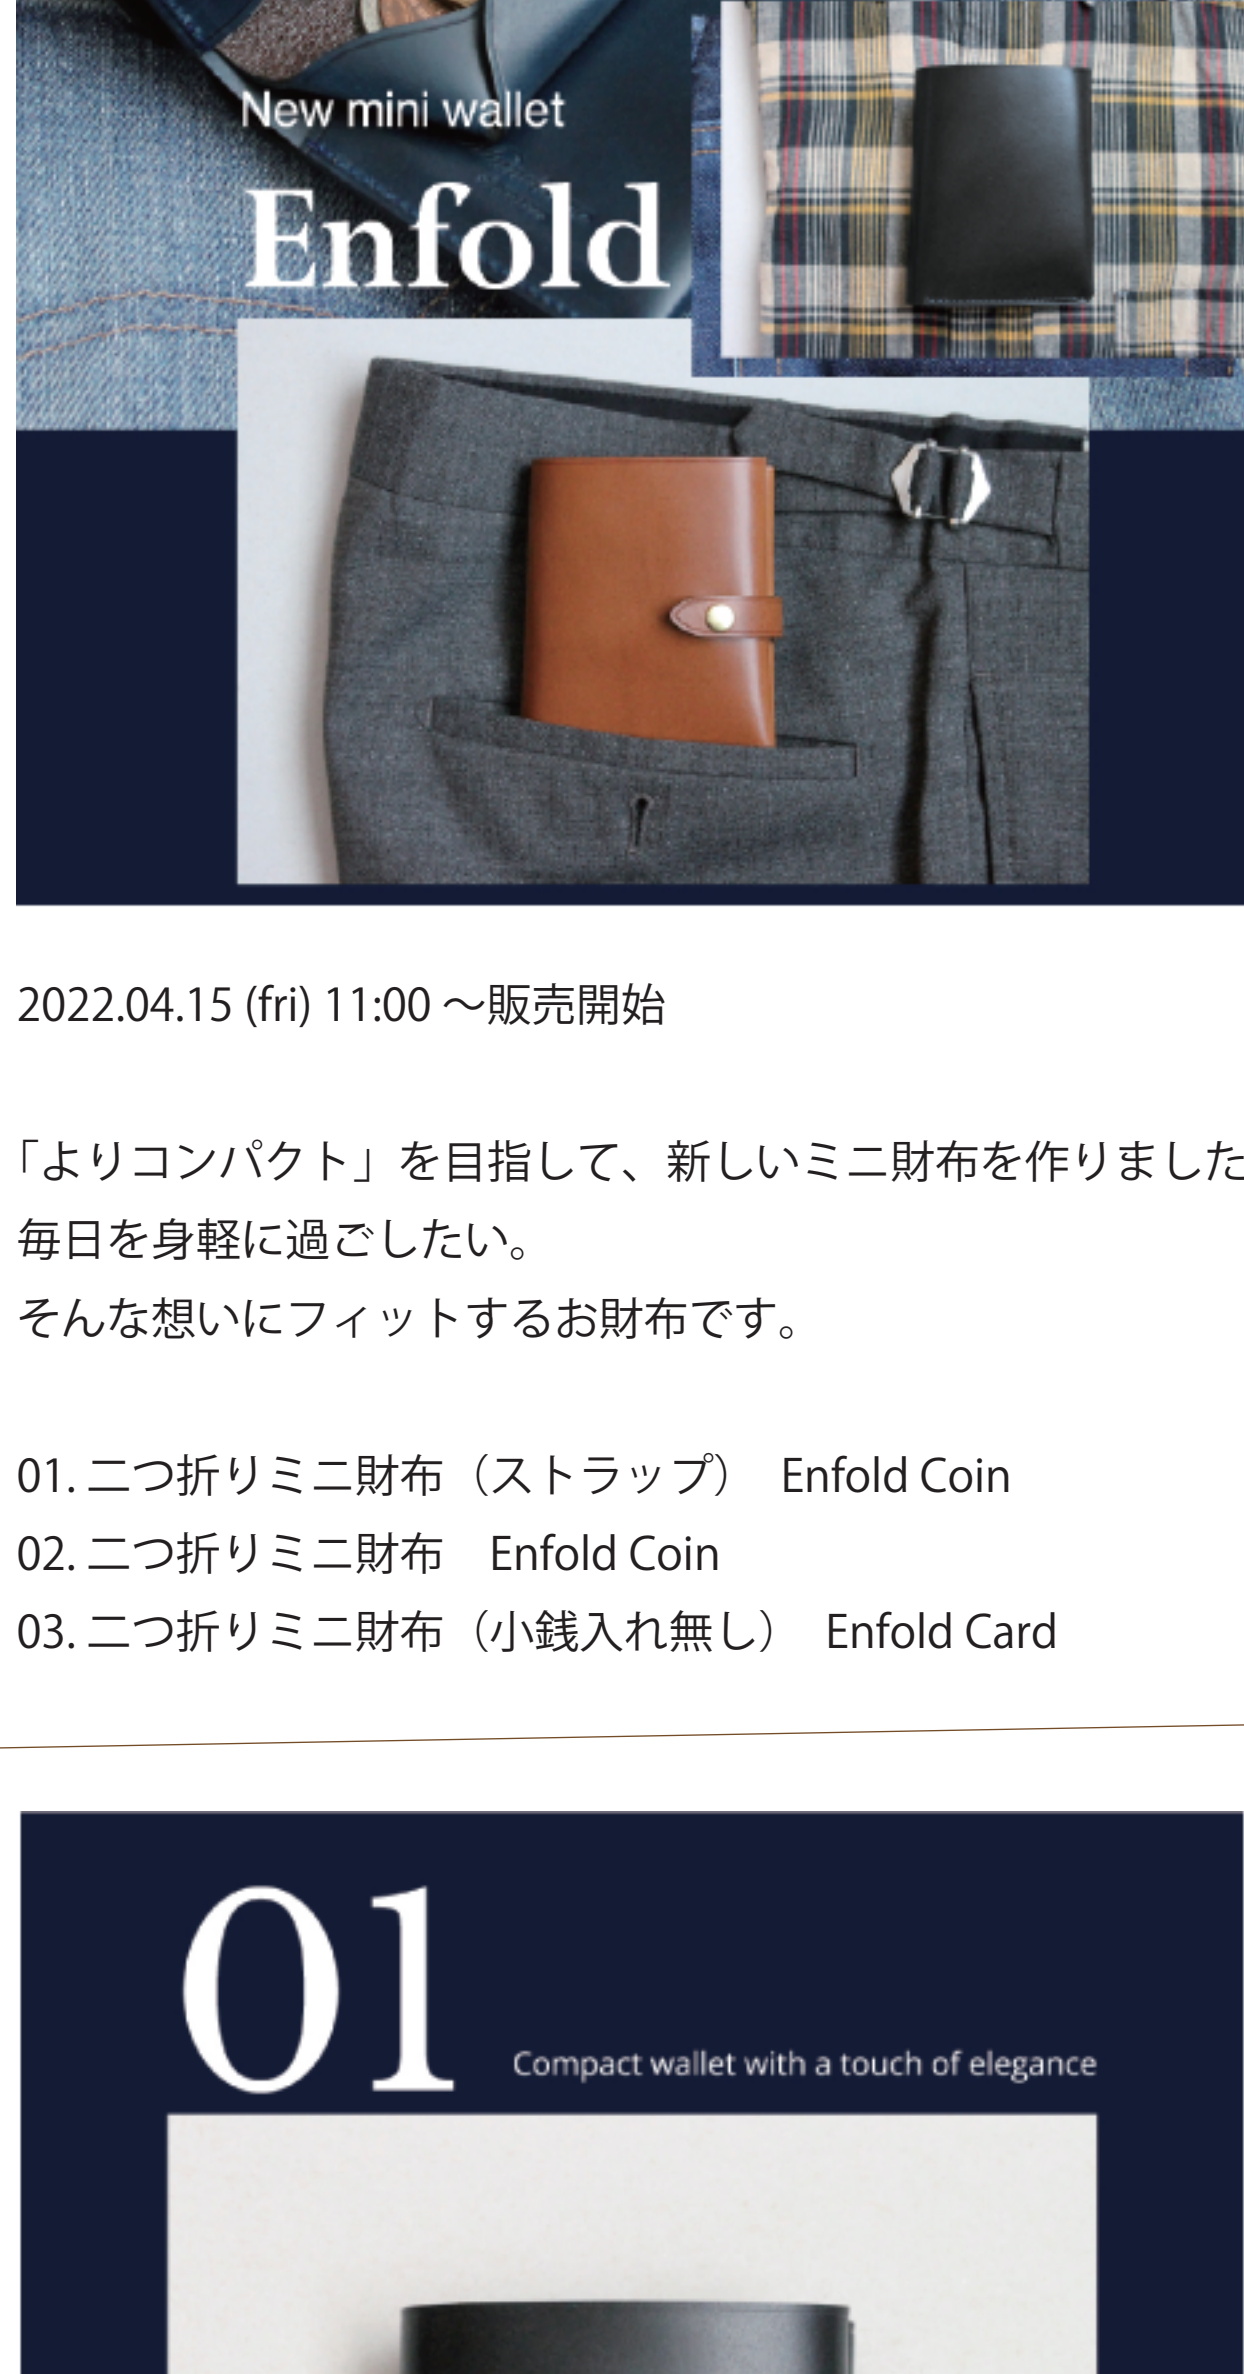 New mini wallet
Enfold
2022.04.15 (fri) 11:00 ～販売開始
「よりコンパクト」を目指して、新しいミニ財布を作りました
毎日を身軽に過ごしたい。
そんな想いにフィットするお財布です。
01. 二つ折りミニ財布（ストラップ）　Enfold Coin
02. 二つ折りミニ財布　Enfold Coin
03. 二つ折りミニ財布（小銭入れ無し）　Enfold Card
01
Compact wallet with a touch of elegance